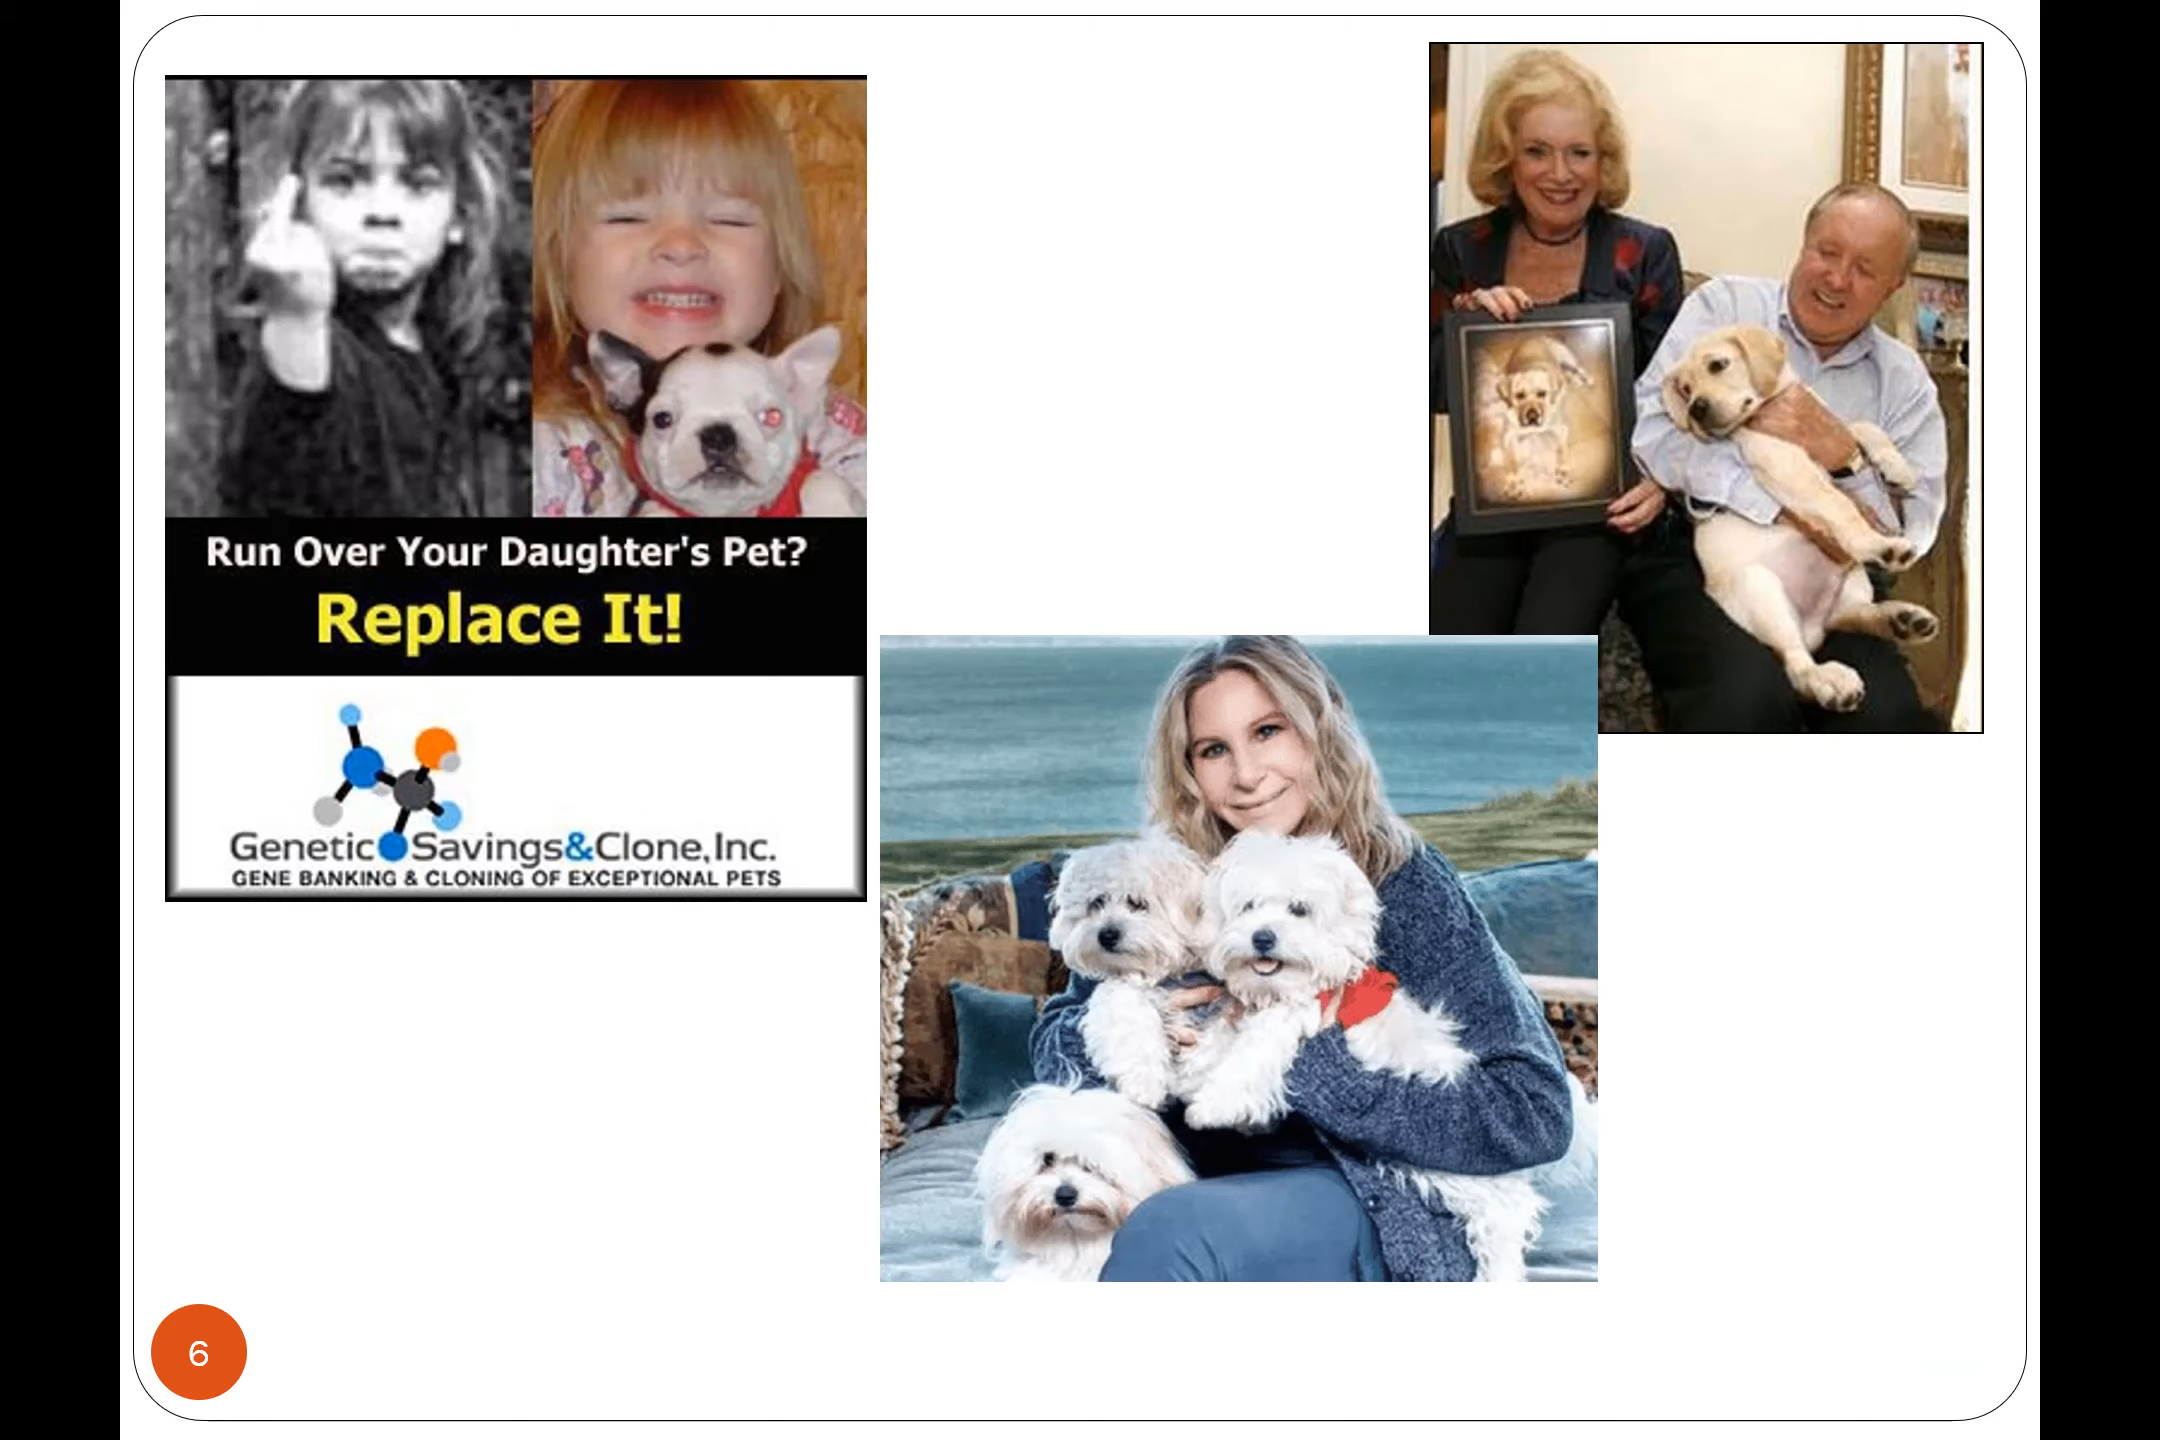 Run Over Your Daughter's Pet?
Replace It!
Genetic Savings&Clone, Inc.
GENE BANKING & CLONING OF EXCEPTIONAL PETS
6